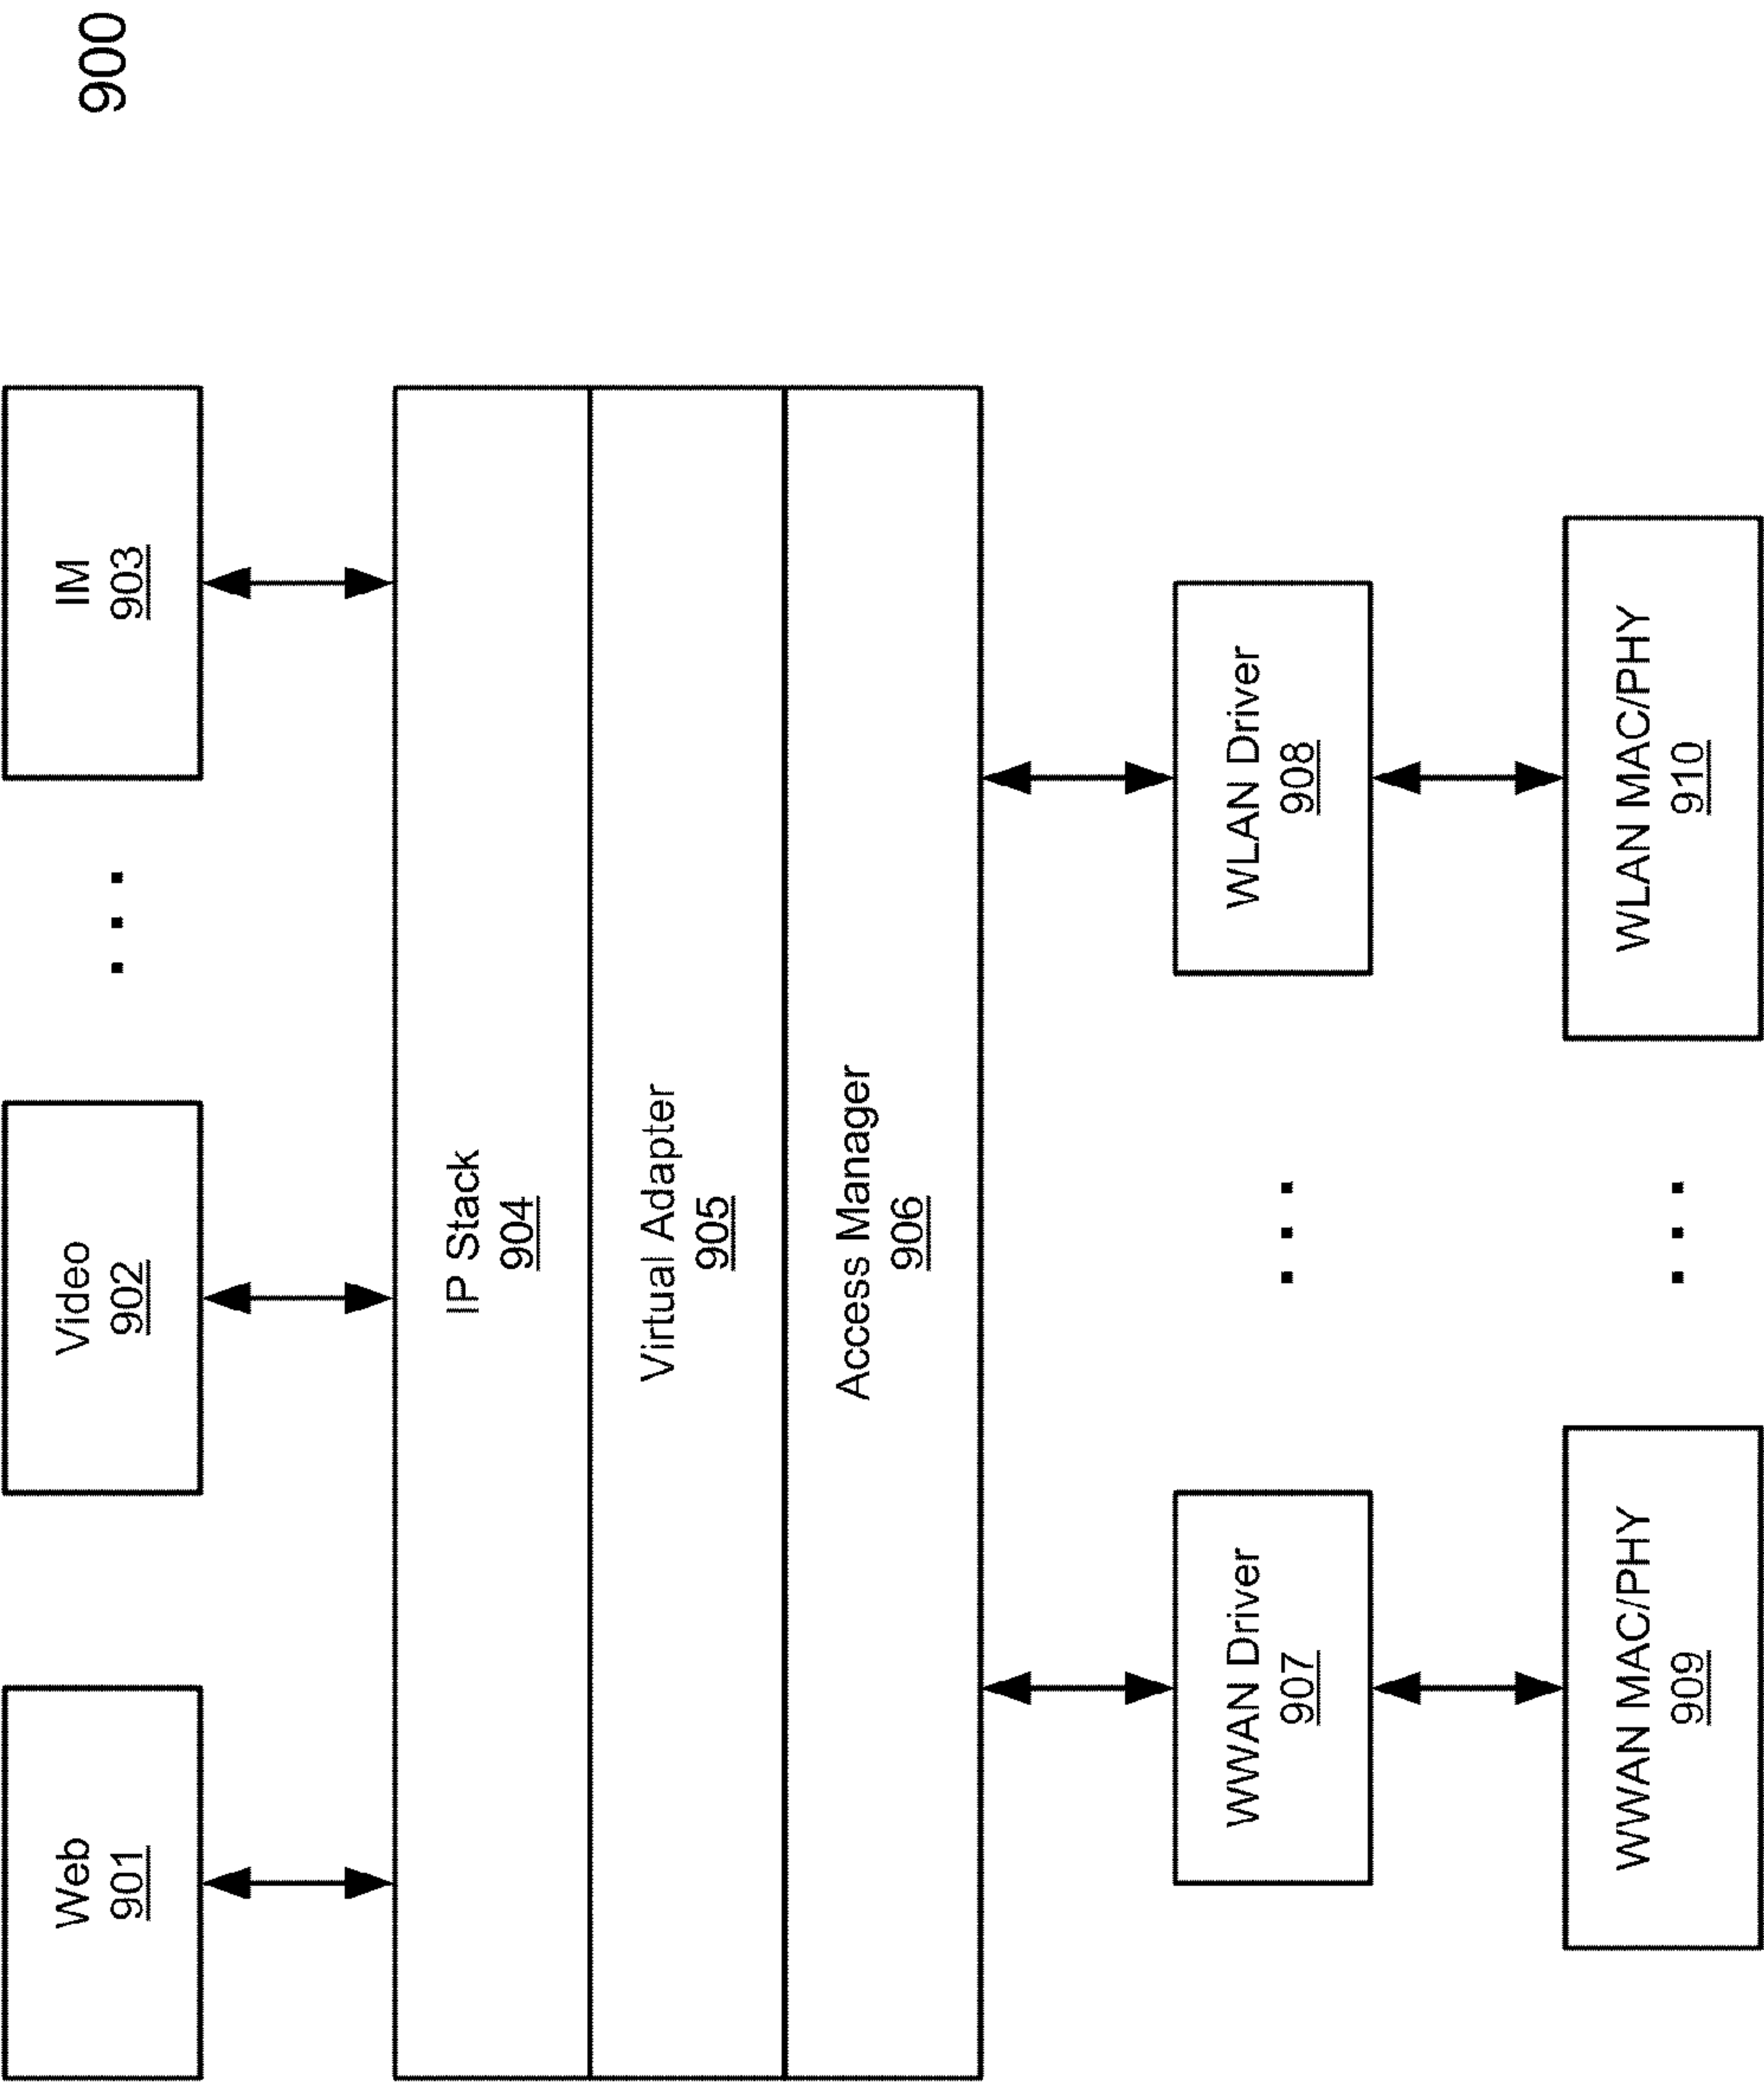 900
Web
901
Video
902
. . .
IM
903
IP Stack
904
Virtual Adapter
905
Access Manager
906
WWAN Driver
907
. . .
WLAN Driver
908
WWAN MAC/PHY
909
. . .
WLAN MAC/PHY
910